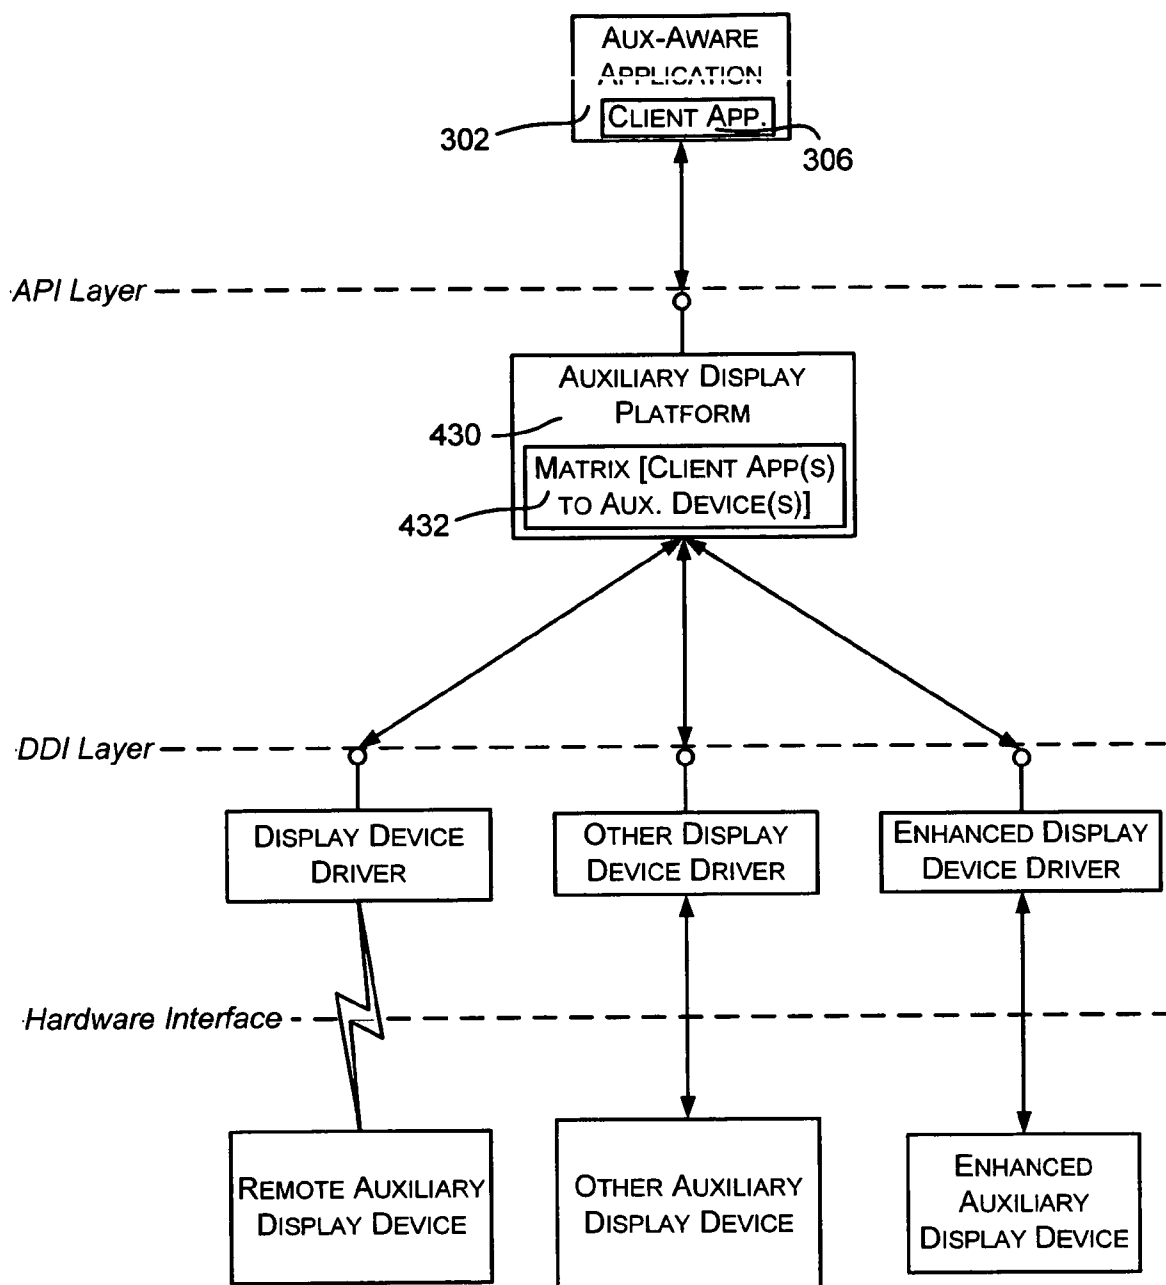 AUX-AWARE
APPLICATION
CLIENT APP.
302
306
API Layer
AUXILIARY DISPLAY
PLATFORM
430
MATRIX [CLIENT APP(S)
TO AUX. DEVICE(S)]
432
DDI Layer
DISPLAY DEVICE
DRIVER
OTHER DISPLAY
DEVICE DRIVER
ENHANCED DISPLAY
DEVICE DRIVER
Hardware Interface
REMOTE AUXILIARY
DISPLAY DEVICE
OTHER AUXILIARY
DISPLAY DEVICE
ENHANCED
AUXILIARY
DISPLAY DEVICE